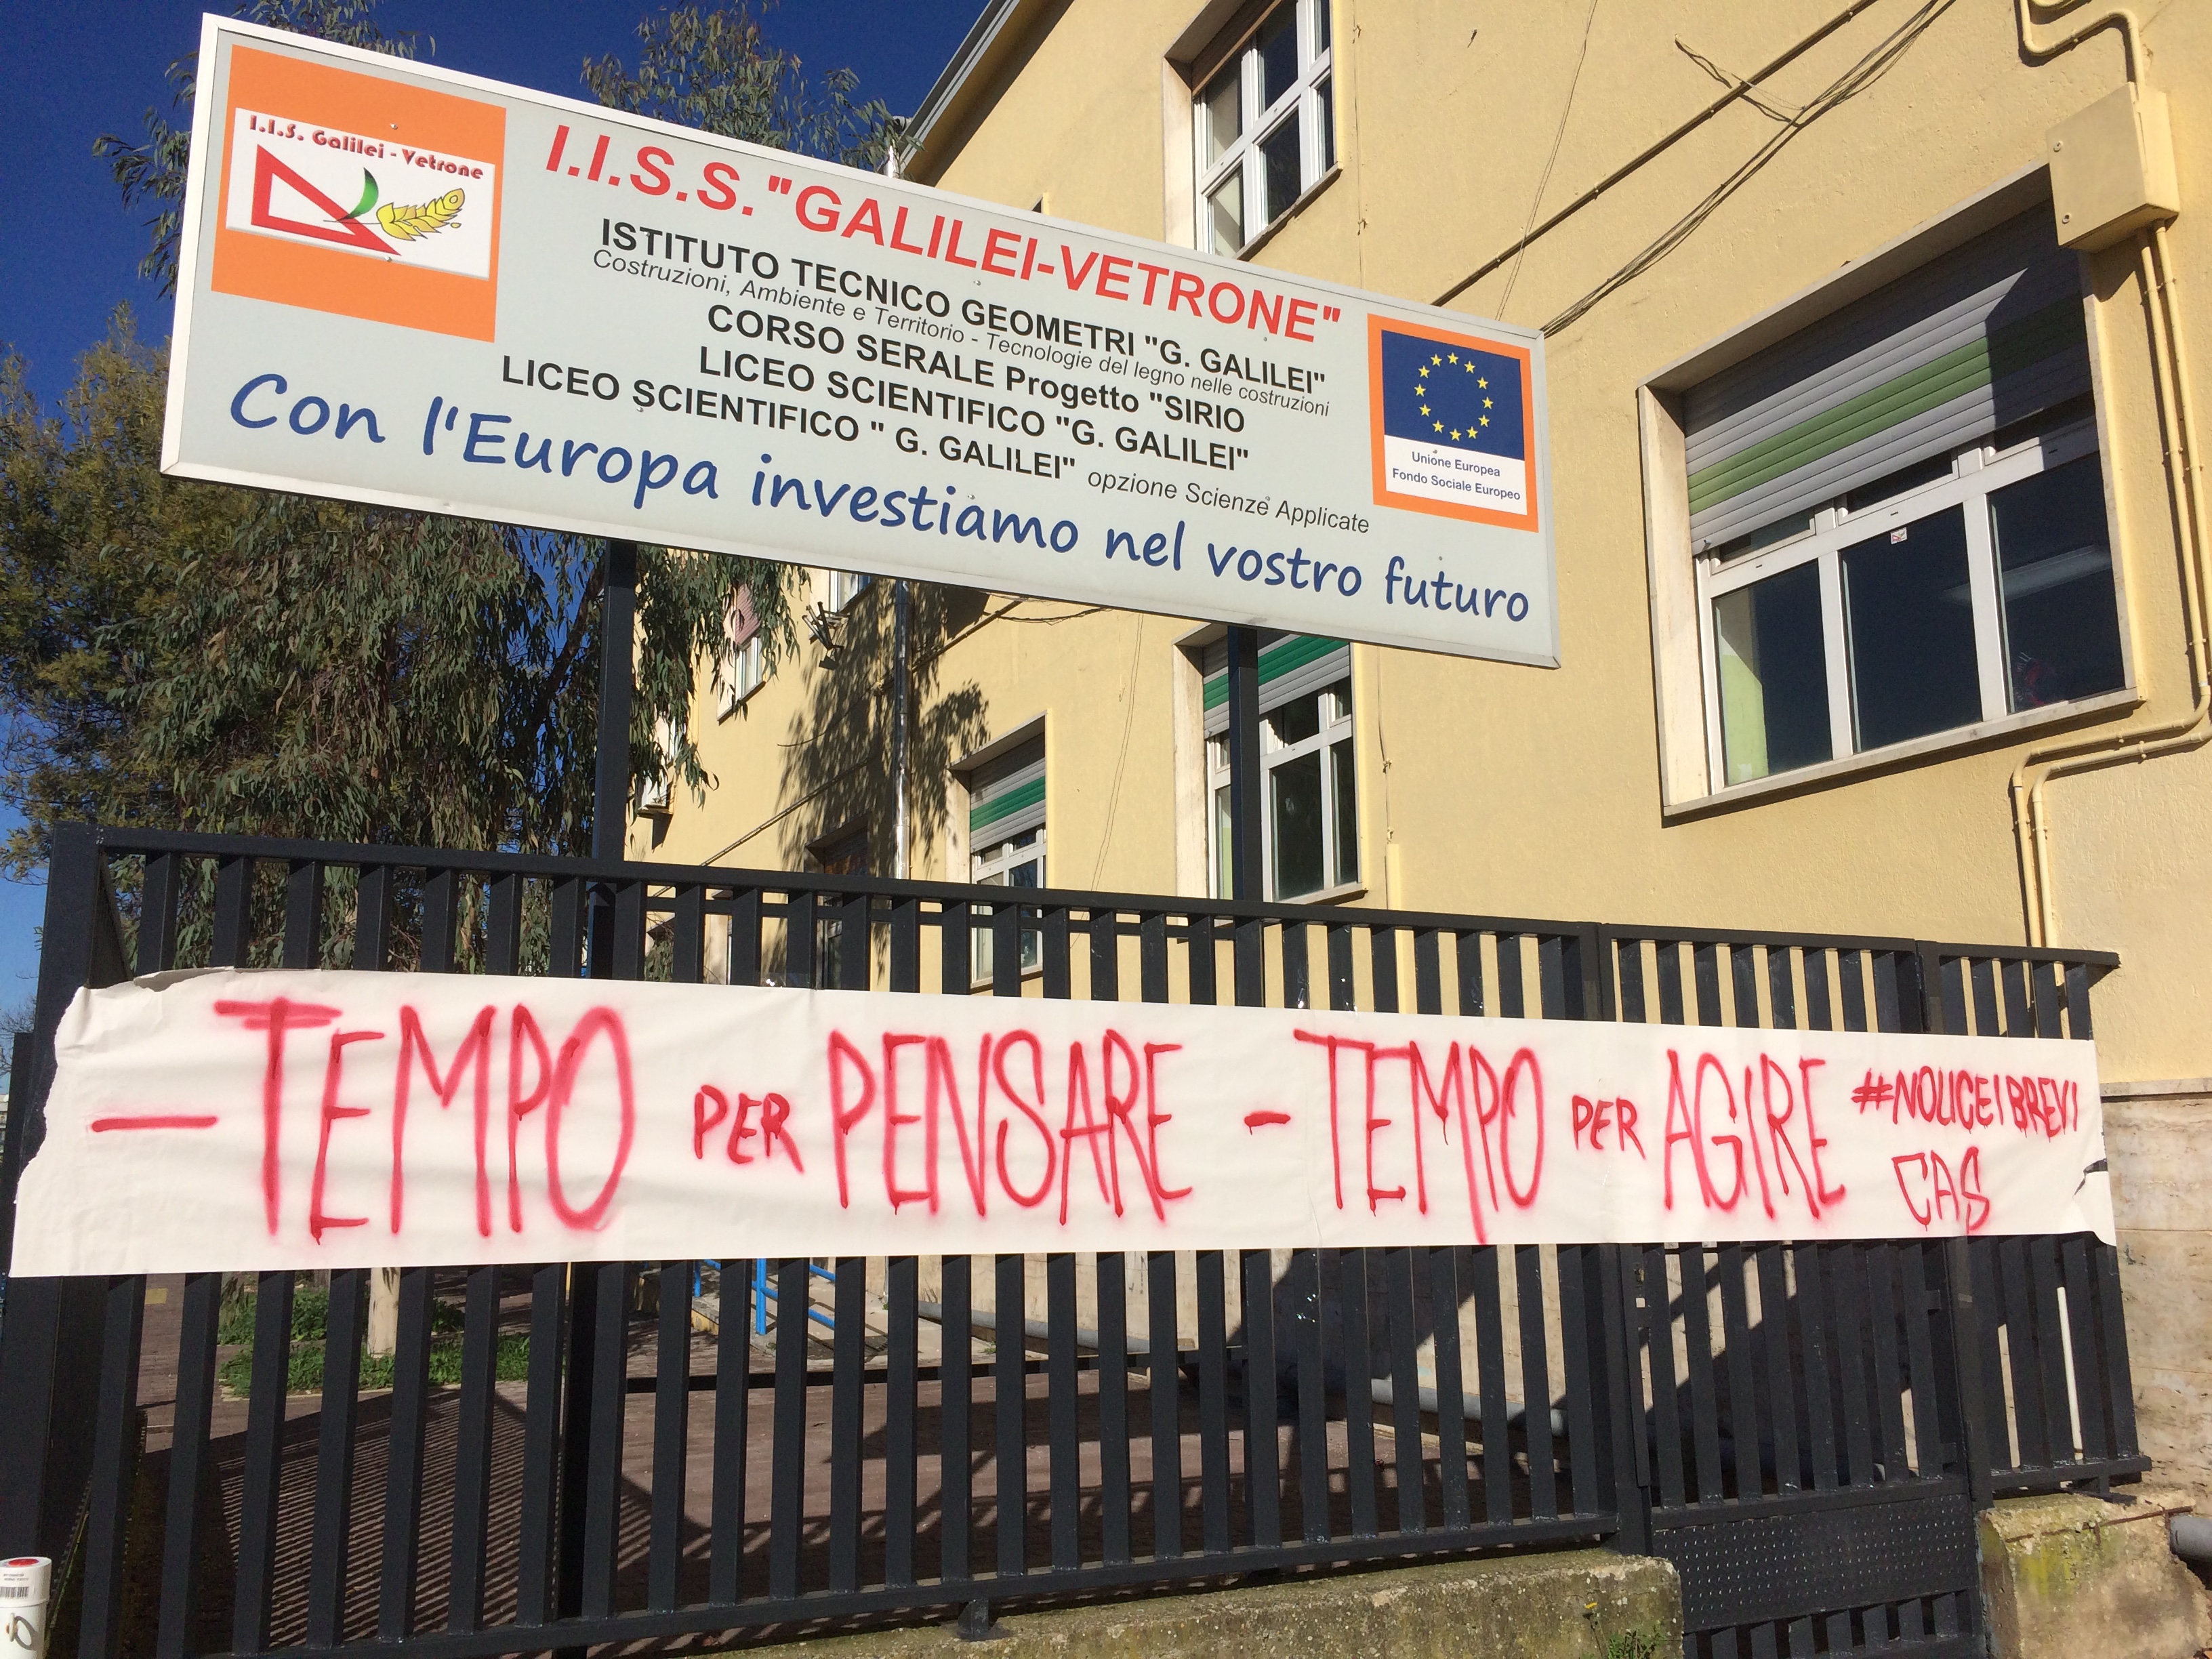 I.I.S. Galilei - Vetrone
I.I.S.S."GALILEI-VETRONE"
ISTITUTO TECNICO GEOMETRI "G. GALILEI"
Costruzioni, Ambiente e Territorio - Tecnologie del legno nelle costruzioni
CORSO SERALE Progetto "SIRIO
LICEO SCIENTIFICO "G. GALILEI"
LICEO SCIENTIFICO " G. GALILEI" opzione Scienze Applicate
Con l'Europa investiamo nel vostro futuro
Unione Europea
Fondo Sociale Europeo
- TEMPO PER PENSARE - TEMPO PER AGIRE #NOLICEIBREVI
CAS